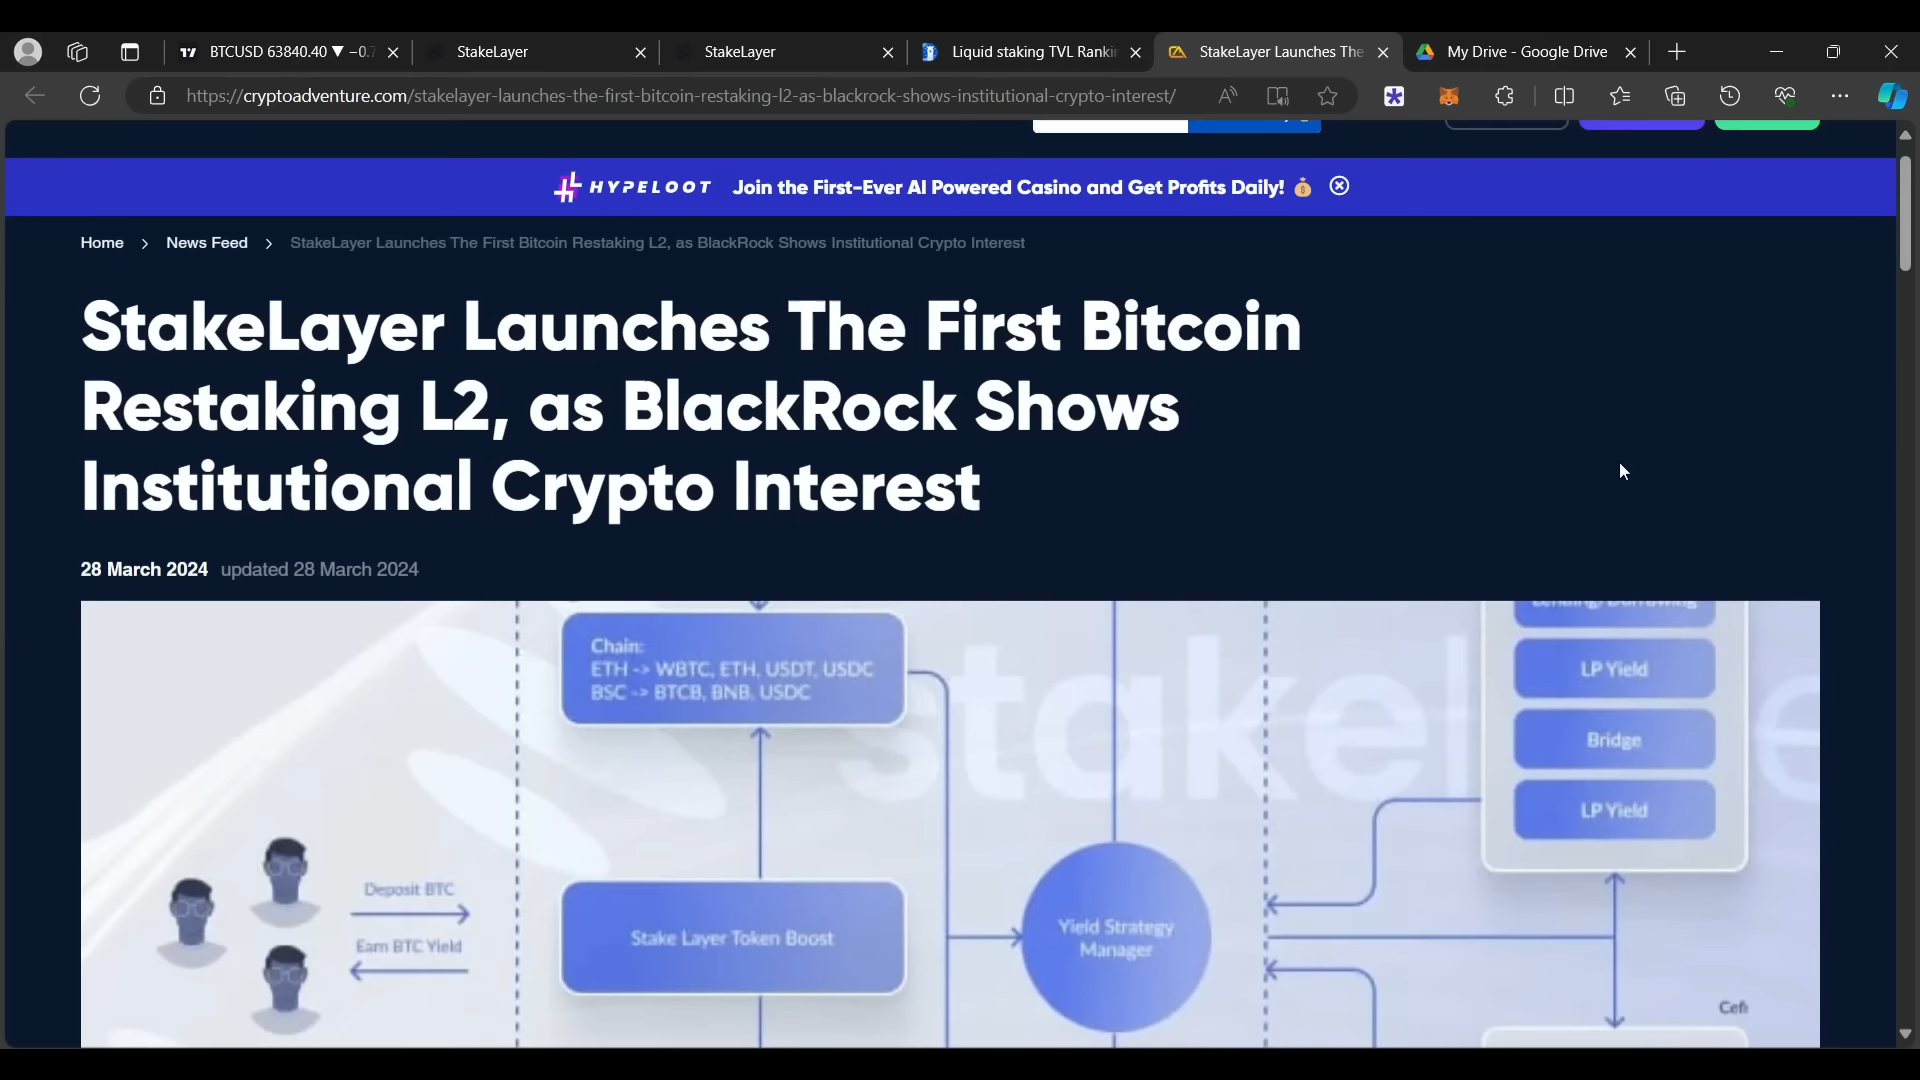 BTCUSD 63840.40 ▼ −0.7
StakeLayer
StakeLayer
Liquid staking TVL Rankin
StakeLayer Launches The
My Drive - Google Drive
https://cryptoadventure.com/stakelayer-launches-the-first-bitcoin-restaking-l2-as-blackrock-shows-institutional-crypto-interest/
HYPELOOT Join the First-Ever AI Powered Casino and Get Profits Daily! 💰
Home > News Feed > StakeLayer Launches The First Bitcoin Restaking L2, as BlackRock Shows Institutional Crypto Interest
StakeLayer Launches The First Bitcoin
Restaking L2, as BlackRock Shows
Institutional Crypto Interest
28 March 2024 updated 28 March 2024
Chain:
ETH -> WBTC, ETH, USDT, USDC
BSC -> BTCB, BNB, USDC
Lending/Borrowing
LP Yield
Bridge
LP Yield
stake
Deposit BTC
Earn BTC Yield
Stake Layer Token Boost
Yield Strategy
Manager
Cefi